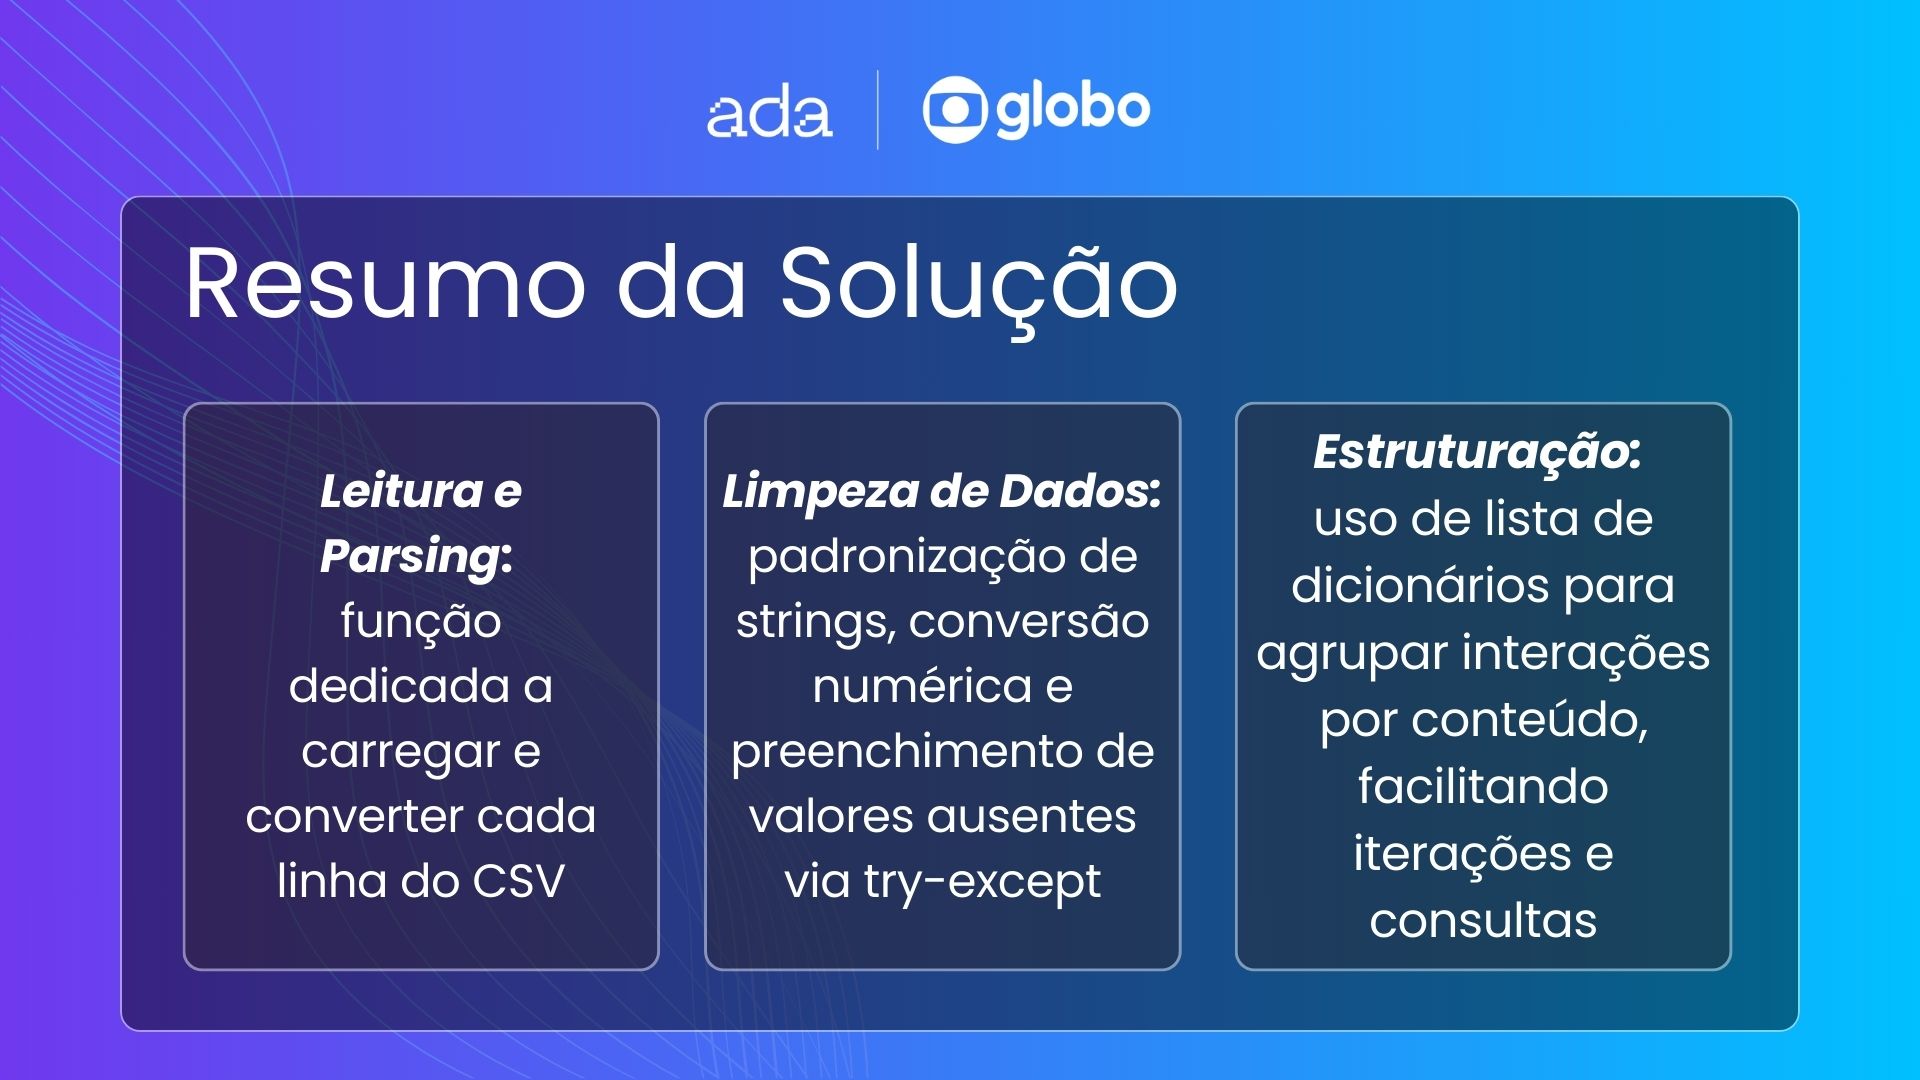 ada
globo
Resumo da Solução
Leitura e
Parsing:
função
dedicada a
carregar e
converter cada
linha do CSV
Limpeza de Dados:
padronização de
strings, conversão
numérica e
preenchimento de
valores ausentes
via try-except
Estruturação:
uso de lista de
dicionários para
agrupar interações
por conteúdo,
facilitando
iterações e
consultas